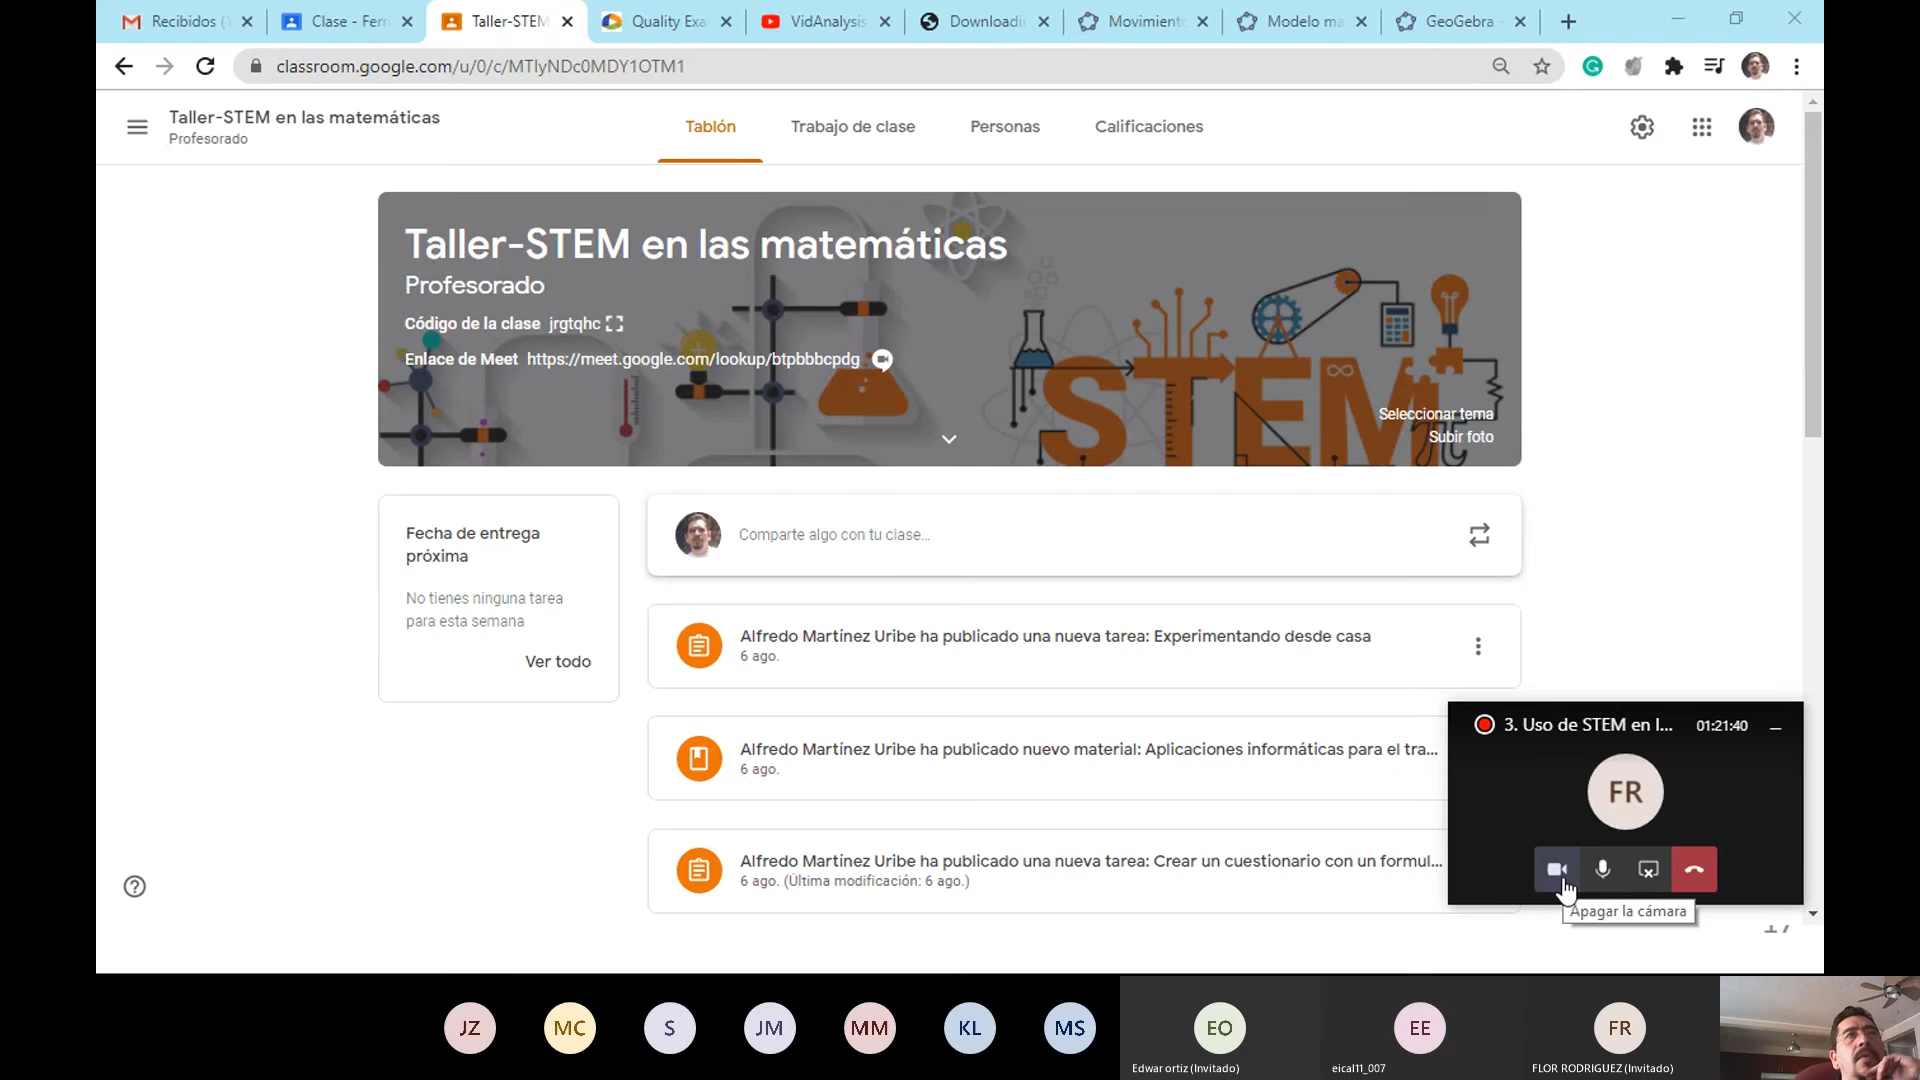 Recibidos (
Clase - Fern
Taller-STEM
Quality Exa
VidAnalysis
Downloadin
Movimient
Modelo ma
GeoGebra
classroom.google.com/u/0/c/MTIyNDc0MDY1OTM1
Taller-STEM en las matemáticas
Profesorado
Tablón
Trabajo de clase
Personas
Calificaciones
Taller-STEM en las matemáticas
Profesorado
Código de la clase jrgtqhc
Enlace de Meet https://meet.google.com/lookup/btpbbbcpdg
STEM
Seleccionar tema
Subir foto
Fecha de entrega
próxima
No tienes ninguna tarea
para esta semana
Ver todo
Comparte algo con tu clase...
Alfredo Martínez Uribe ha publicado una nueva tarea: Experimentando desde casa
6 ago.
Alfredo Martínez Uribe ha publicado nuevo material: Aplicaciones informáticas para el tra...
6 ago.
Alfredo Martínez Uribe ha publicado una nueva tarea: Crear un cuestionario con un formul...
6 ago. (Última modificación: 6 ago.)
3. Uso de STEM en l...
01:21:40
FR
Apagar la cámara
JZ
MC
S
JM
MM
KL
MS
EO
EE
FR
Edwar ortiz (Invitado)
eical11_007
FLOR RODRIGUEZ (Invitado)